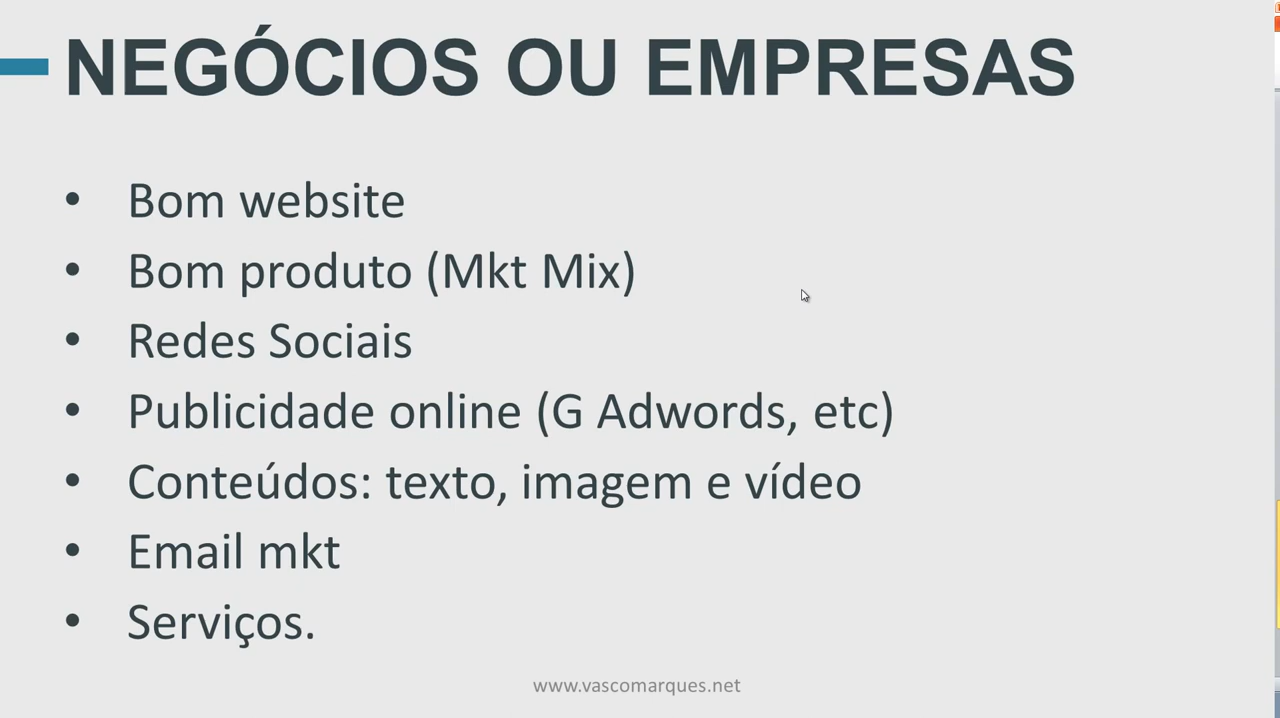 NEGÓCIOS OU EMPRESAS
• Bom website
• Bom produto (Mkt Mix)
• Redes Sociais
• Publicidade online (G Adwords, etc)
• Conteúdos: texto, imagem e vídeo
• Email mkt
• Serviços.
www.vascomarques.net